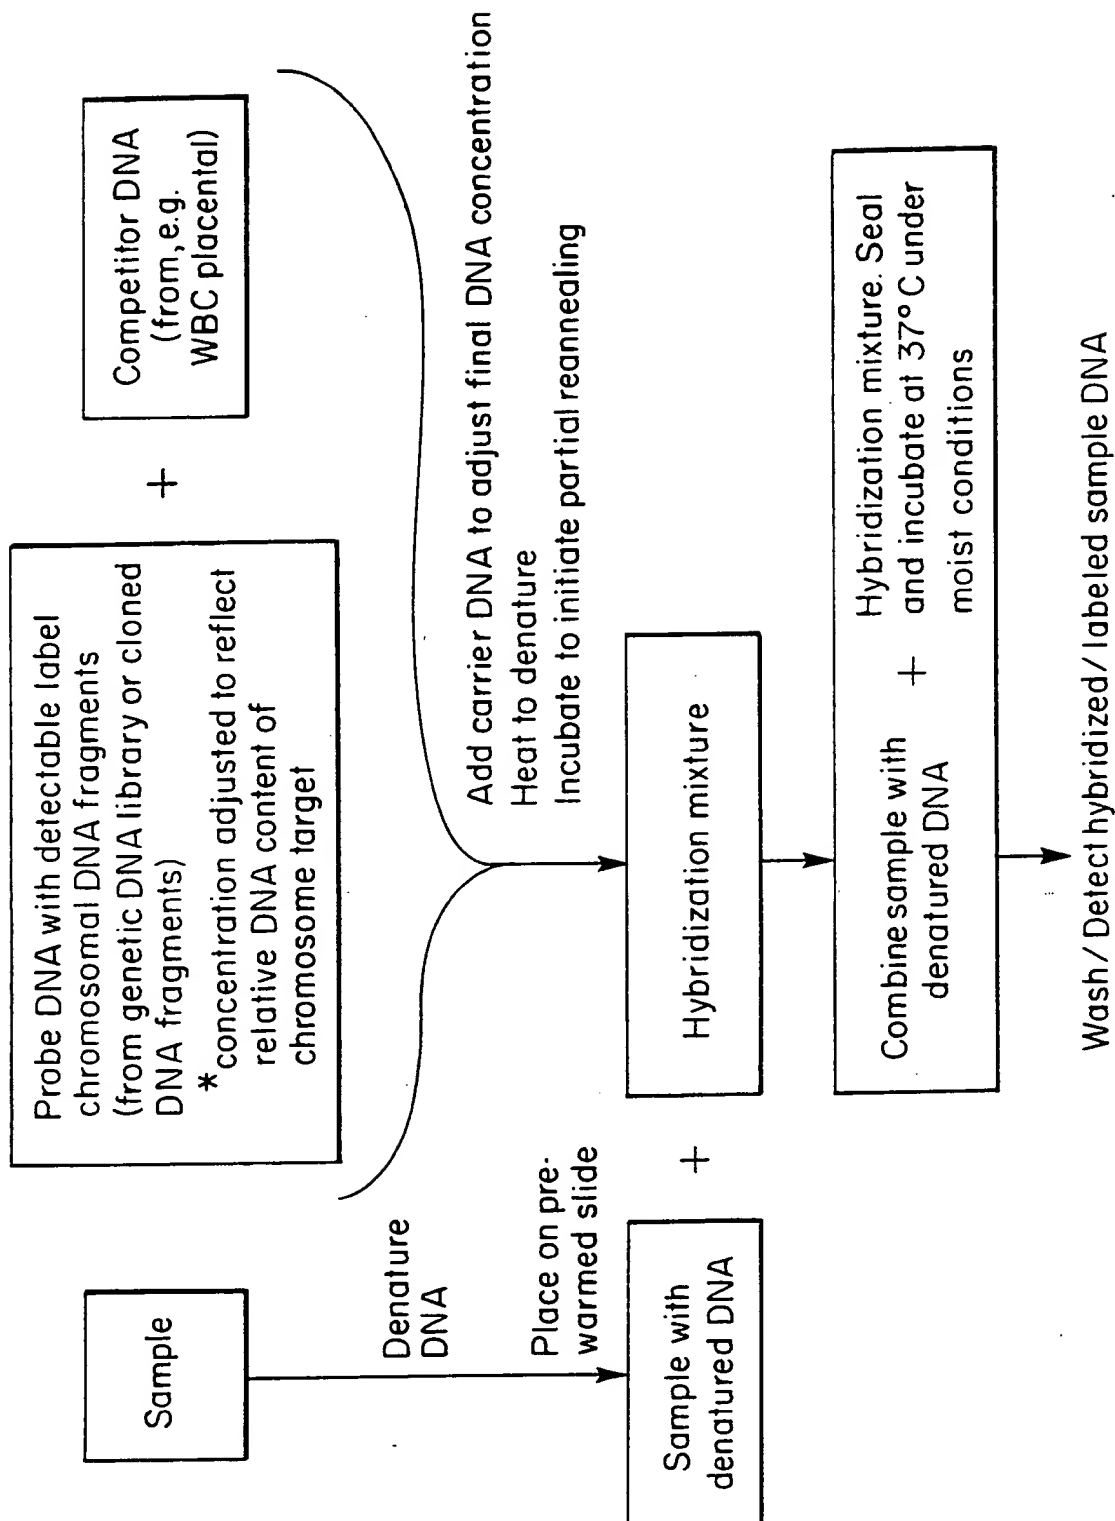 Sample
Denature
DNA
Place on pre-
warmed slide
Sample with
denatured DNA
+
Probe DNA with detectable label
chromosomal DNA fragments
(from genetic DNA library or cloned
DNA fragments)
*concentration adjusted to reflect
relative DNA content of
chromosome target
+
Competitor DNA
(from, e.g.
WBC placental)
Add carrier DNA to adjust final DNA concentration
Heat to denature
Incubate to initiate partial reannealing
Hybridization mixture
Combine sample with
denatured DNA
+
Hybridization mixture. Seal
and incubate at 37°C under
moist conditions
Wash/Detect hybridized/labeled sample DNA